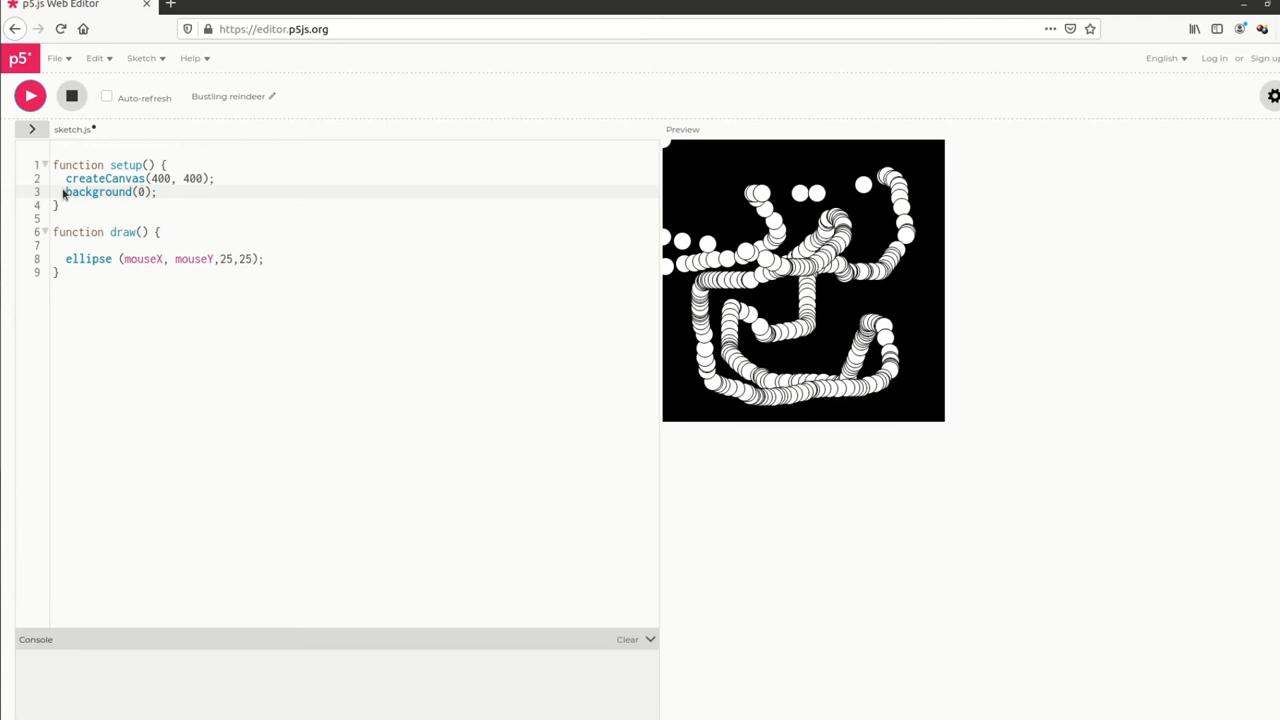 p5.js Web Editor
https://editor.p5js.org
p5* File Edit Sketch Help English Log in or Sign up
Auto-refresh Bustling reindeer
sketch.js Preview
1 function setup() {
2 createCanvas(400, 400);
3 background(0);
4 }
5
6 function draw() {
7
8 ellipse (mouseX, mouseY,25,25);
9 }
Console Clear